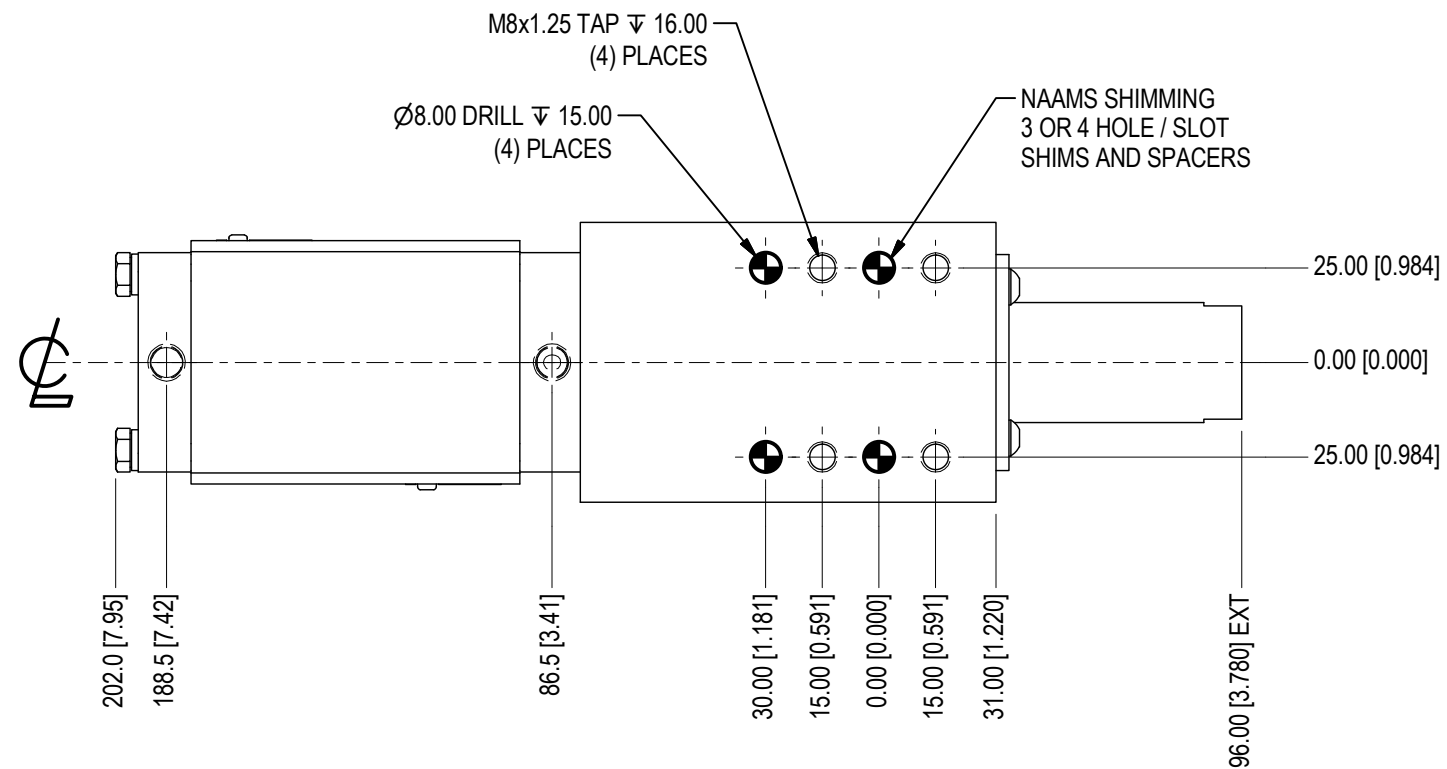 M8x1.25 TAP ↧ 16.00
(4) PLACES
Ø8.00 DRILL ↧ 15.00
(4) PLACES
NAAMS SHIMMING
3 OR 4 HOLE / SLOT
SHIMS AND SPACERS
25.00 [0.984]
0.00 [0.000]
25.00 [0.984]
202.0 [7.95]
188.5 [7.42]
86.5 [3.41]
30.00 [1.181]
15.00 [0.591]
0.00 [0.000]
15.00 [0.591]
31.00 [1.220]
96.00 [3.780] EXT